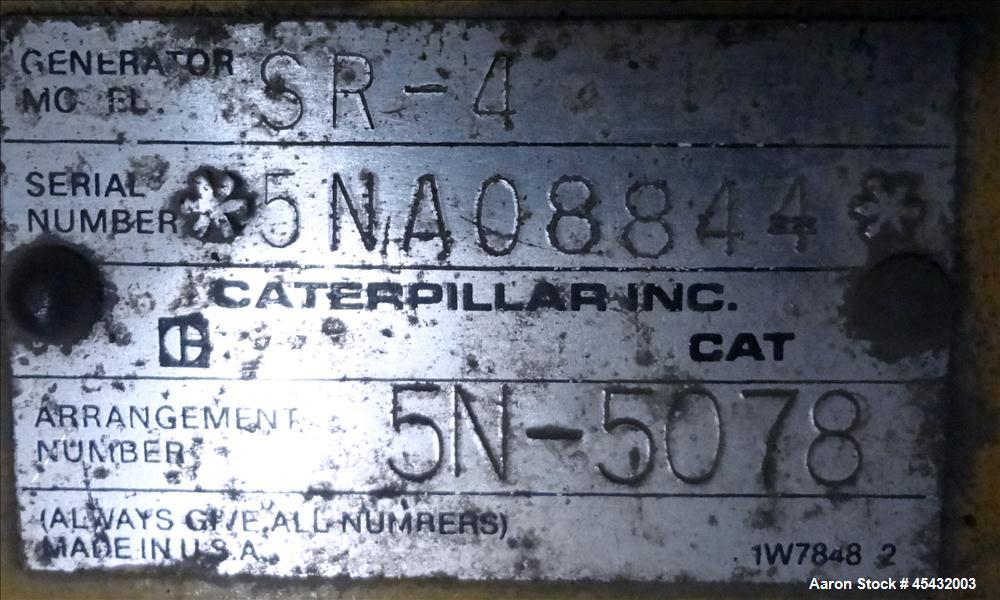 GENERATOR
MODEL SR-4
SERIAL
NUMBER *5NA08844*
CATERPILLAR INC.
CAT
ARRANGEMENT
NUMBER 5N-5078
(ALWAYS GIVE ALL NUMBERS)
MADE IN U.S.A.
1W7848 2
Aaron Stock # 45432003